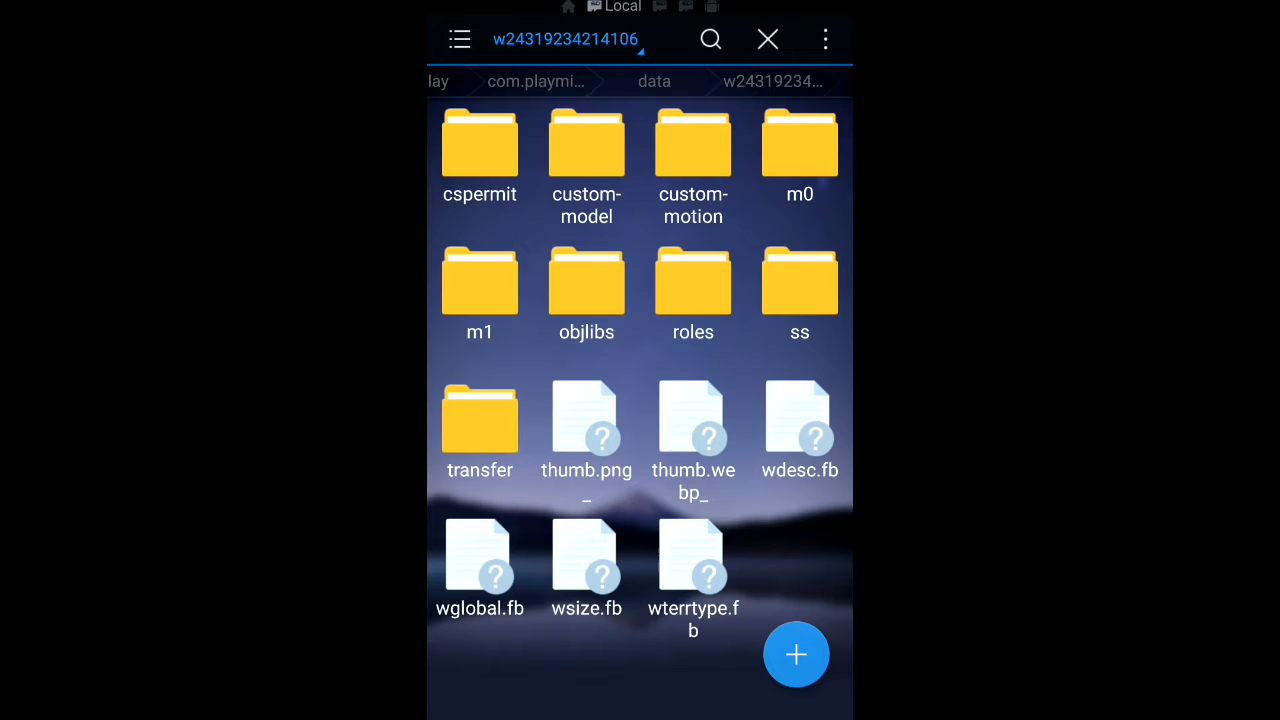 Local
w24319234214106
lay
com.playmi...
data
w24319234...
cspermit
custom-
model
custom-
motion
m0
m1
objlibs
roles
ss
transfer
thumb.png
_
thumb.we
bp_
wdesc.fb
wglobal.fb
wsize.fb
wterrtype.f
b